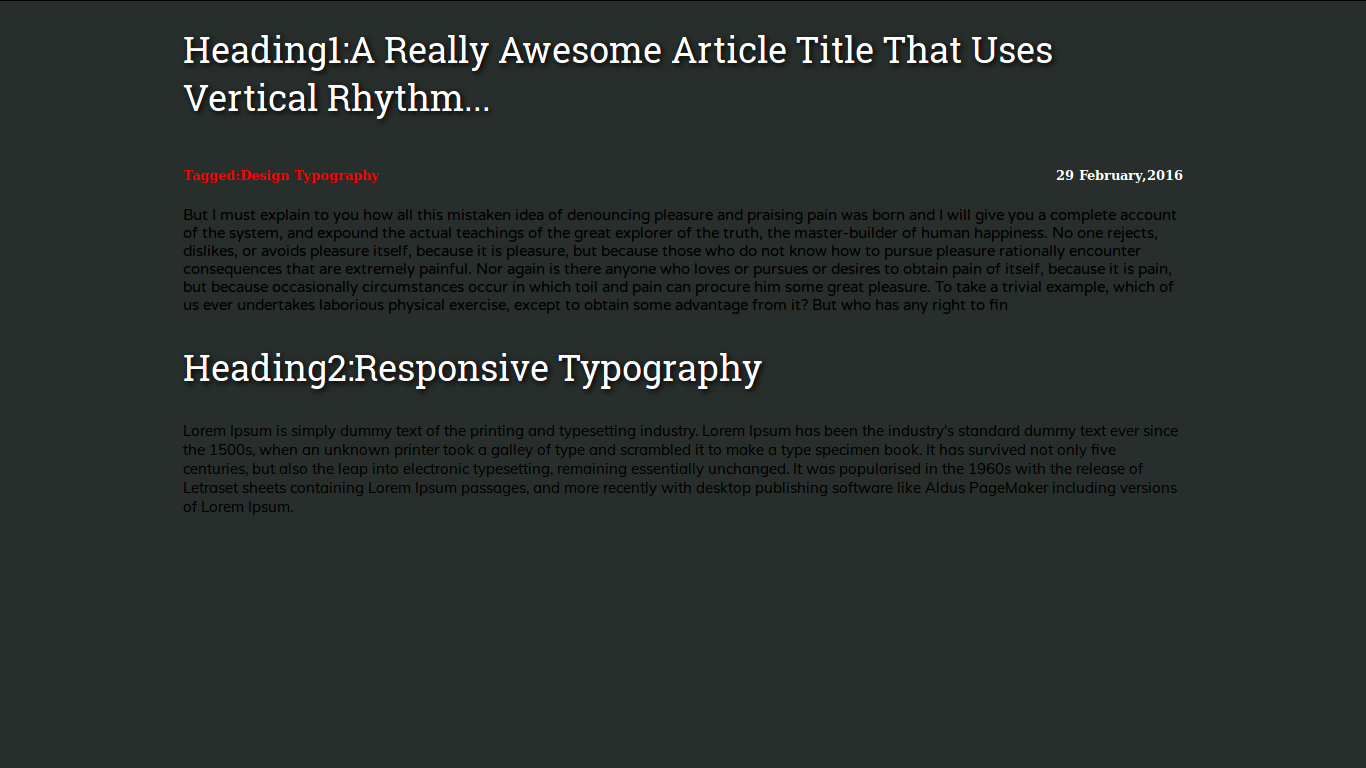 Heading1:A Really Awesome Article Title That Uses
Vertical Rhythm...
Tagged:Design Typography
29 February,2016
But I must explain to you how all this mistaken idea of denouncing pleasure and praising pain was born and I will give you a complete account
of the system, and expound the actual teachings of the great explorer of the truth, the master-builder of human happiness. No one rejects,
dislikes, or avoids pleasure itself, because it is pleasure, but because those who do not know how to pursue pleasure rationally encounter
consequences that are extremely painful. Nor again is there anyone who loves or pursues or desires to obtain pain of itself, because it is pain,
but because occasionally circumstances occur in which toil and pain can procure him some great pleasure. To take a trivial example, which of
us ever undertakes laborious physical exercise, except to obtain some advantage from it? But who has any right to fin
Heading2:Responsive Typography
Lorem Ipsum is simply dummy text of the printing and typesetting industry. Lorem Ipsum has been the industry's standard dummy text ever since
the 1500s, when an unknown printer took a galley of type and scrambled it to make a type specimen book. It has survived not only five
centuries, but also the leap into electronic typesetting, remaining essentially unchanged. It was popularised in the 1960s with the release of
Letraset sheets containing Lorem Ipsum passages, and more recently with desktop publishing software like Aldus PageMaker including versions
of Lorem Ipsum.